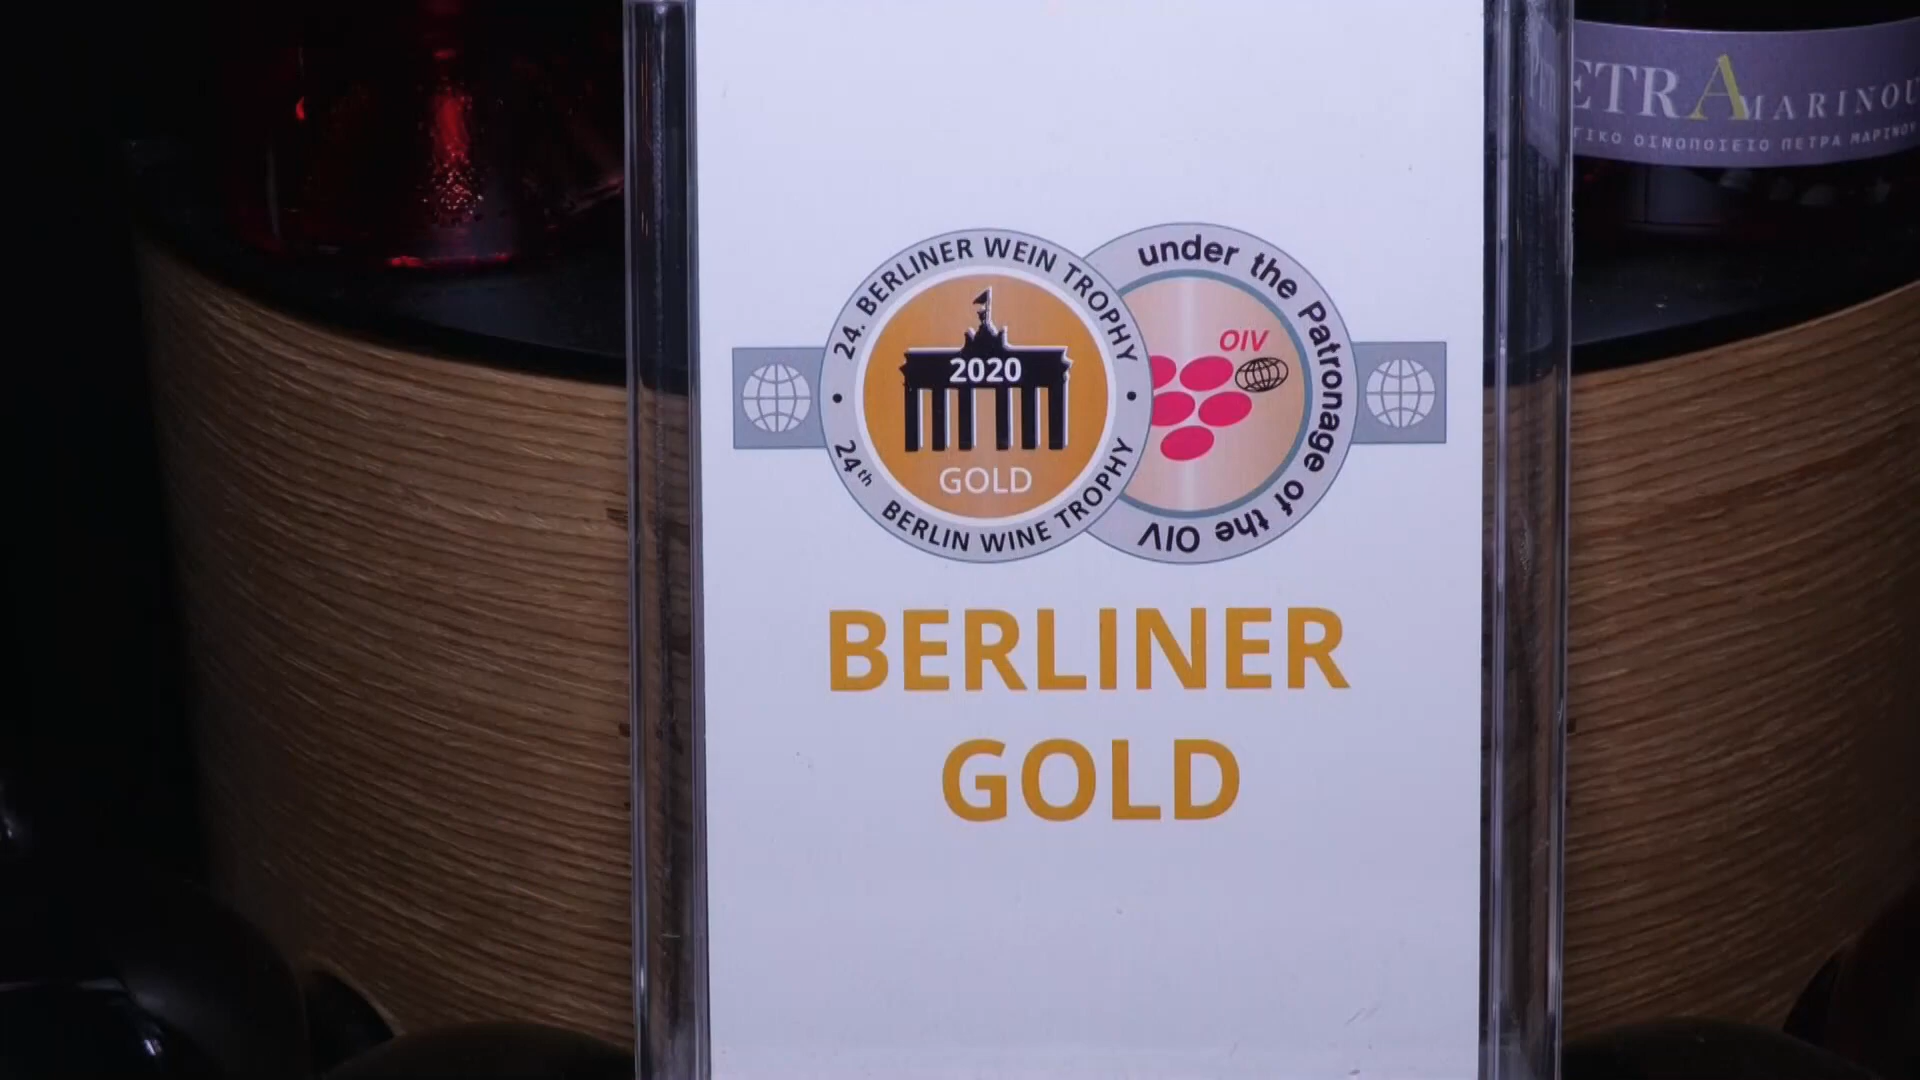 24. BERLINER WEIN TROPHY
2020
GOLD
24th BERLIN WINE TROPHY
under the Patronage of the OIV
OIV
BERLINER
GOLD
MARINOU
ΟΙΝΟΠΟΙΕΙΟ ΠΕΤΡΑ ΜΑΡΙΝΟΥ